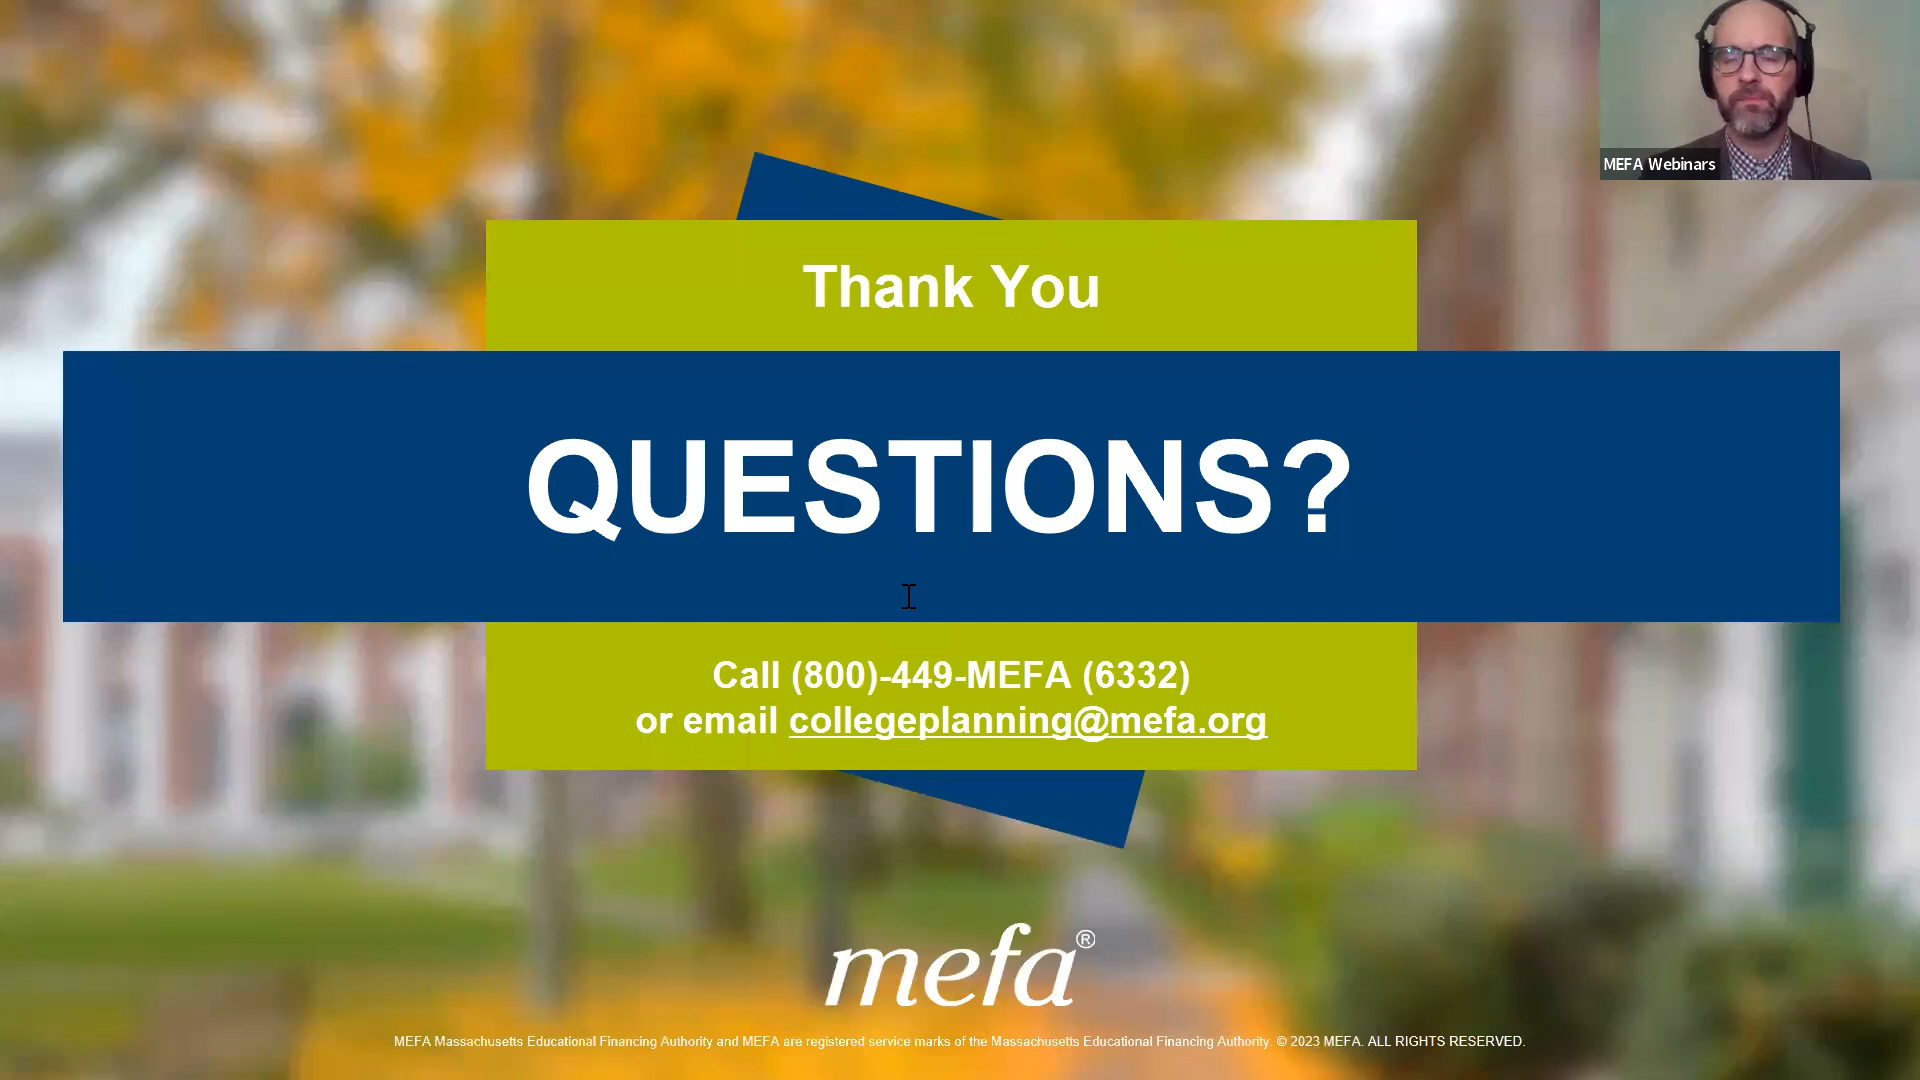 MEFA Webinars
Thank You
QUESTIONS?
Call (800)-449-MEFA (6332)
or email collegeplanning@mefa.org
mefa®
MEFA Massachusetts Educational Financing Authority and MEFA are registered service marks of the Massachusetts Educational Financing Authority. © 2023 MEFA. ALL RIGHTS RESERVED.